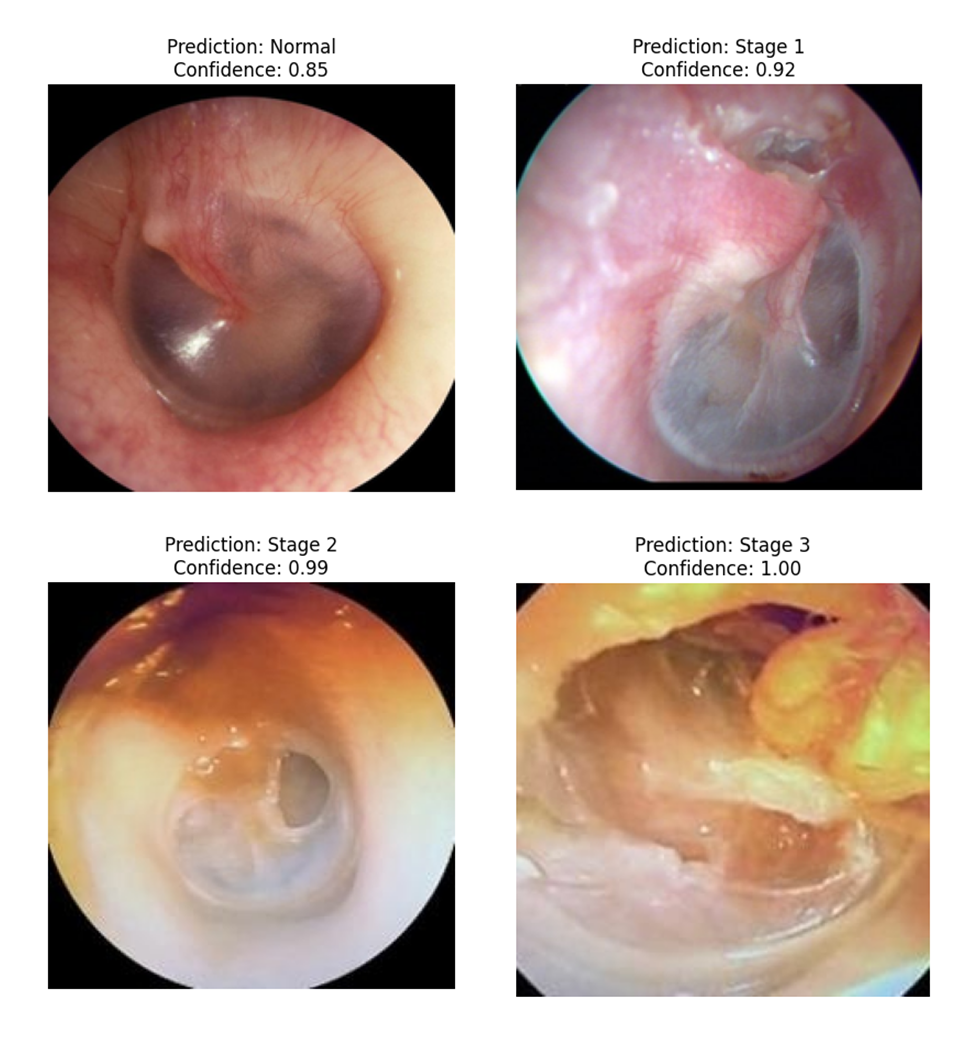 Prediction: Normal
Confidence: 0.85
Prediction: Stage 1
Confidence: 0.92
Prediction: Stage 2
Confidence: 0.99
Prediction: Stage 3
Confidence: 1.00